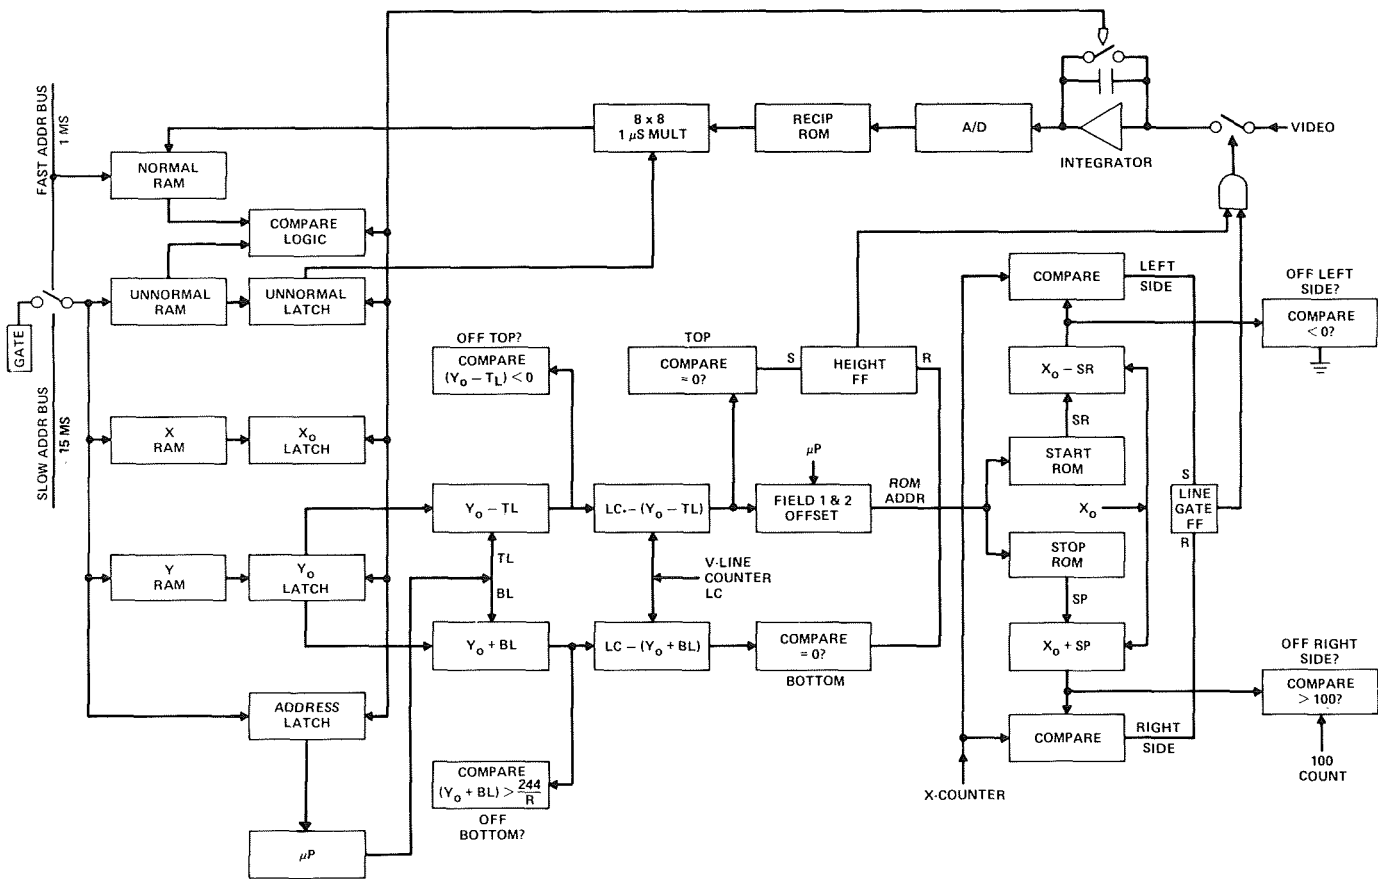 FAST ADDR BUS
1 MS
SLOW ADDR BUS
15 MS
GATE
NORMAL
RAM
COMPARE
LOGIC
UNNORMAL
RAM
UNNORMAL
LATCH
X
RAM
X₀
LATCH
Y
RAM
Y₀
LATCH
ADDRESS
LATCH
μP
8 x 8
1 μS MULT
RECIP
ROM
A/D
INTEGRATOR
VIDEO
OFF TOP?
COMPARE
(Y₀ – T_L) < 0
TOP
COMPARE
= 0?
S
HEIGHT
FF
R
Y₀ – TL
LC·– (Y₀ – TL)
μP
FIELD 1 & 2
OFFSET
ROM
ADDR
TL
BL
V-LINE
COUNTER
LC
Y₀ + BL
LC – (Y₀ + BL)
COMPARE
= 0?
BOTTOM
COMPARE
(Y₀ + BL) > 244/R
OFF
BOTTOM?
COMPARE
LEFT
SIDE
X₀ – SR
SR
START
ROM
X₀
STOP
ROM
SP
X₀ + SP
COMPARE
RIGHT
SIDE
X-COUNTER
S
LINE
GATE
FF
R
OFF LEFT
SIDE?
COMPARE
< 0?
OFF RIGHT
SIDE?
COMPARE
> 100?
100
COUNT